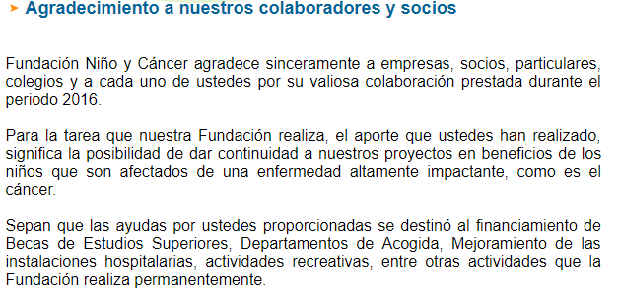 Agradecimiento a nuestros colaboradores y socios
Fundación Niño y Cáncer agradece sinceramente a empresas, socios, particulares,
colegios y a cada uno de ustedes por su valiosa colaboración prestada durante el
periodo 2016.
Para la tarea que nuestra Fundación realiza, el aporte que ustedes han realizado,
significa la posibilidad de dar continuidad a nuestros proyectos en beneficios de los
niños que son afectados de una enfermedad altamente impactante, como es el
cáncer.
Sepan que las ayudas por ustedes proporcionadas se destinó al financiamiento de
Becas de Estudios Superiores, Departamentos de Acogida, Mejoramiento de las
instalaciones hospitalarias, actividades recreativas, entre otras actividades que la
Fundación realiza permanentemente.